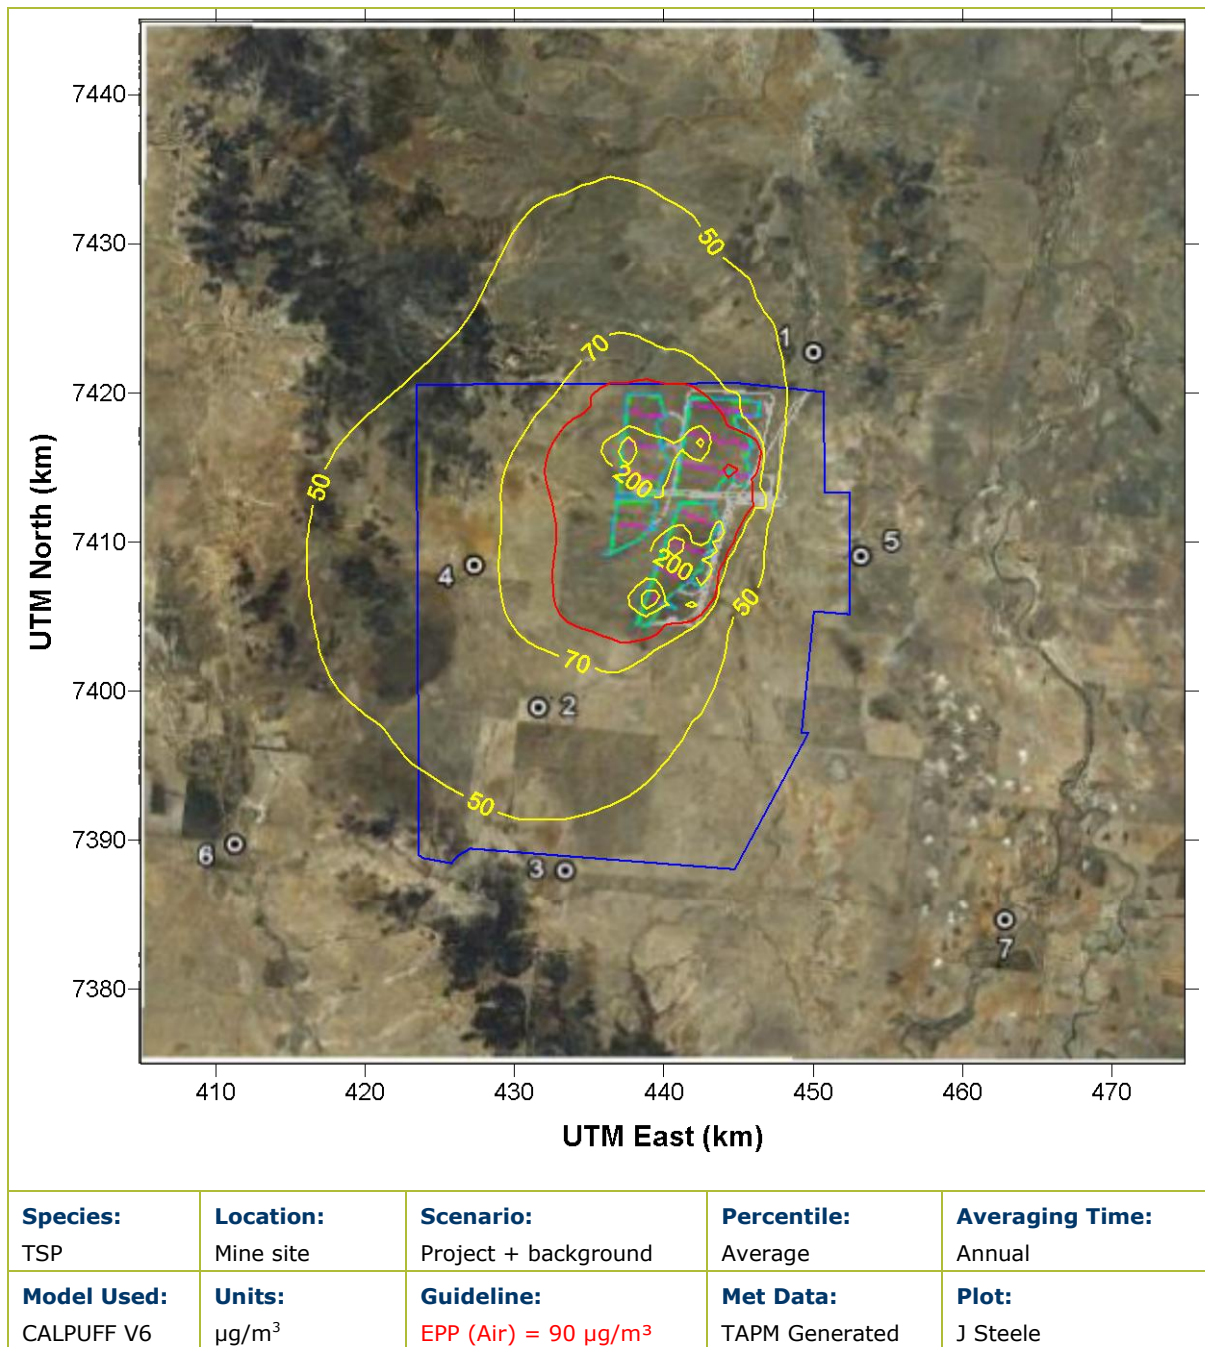 7440
7430
7420
7410
7400
7390
7380
UTM North (km)
50
70
1
200
50
5
4
200
50
70
2
50
6
3
7
410
420
430
440
450
460
470
UTM East (km)
Species:
TSP
Location:
Mine site
Scenario:
Project + background
Percentile:
Average
Averaging Time:
Annual
Model Used:
CALPUFF V6
Units:
µg/m³
Guideline:
EPP (Air) = 90 µg/m³
Met Data:
TAPM Generated
Plot:
J Steele